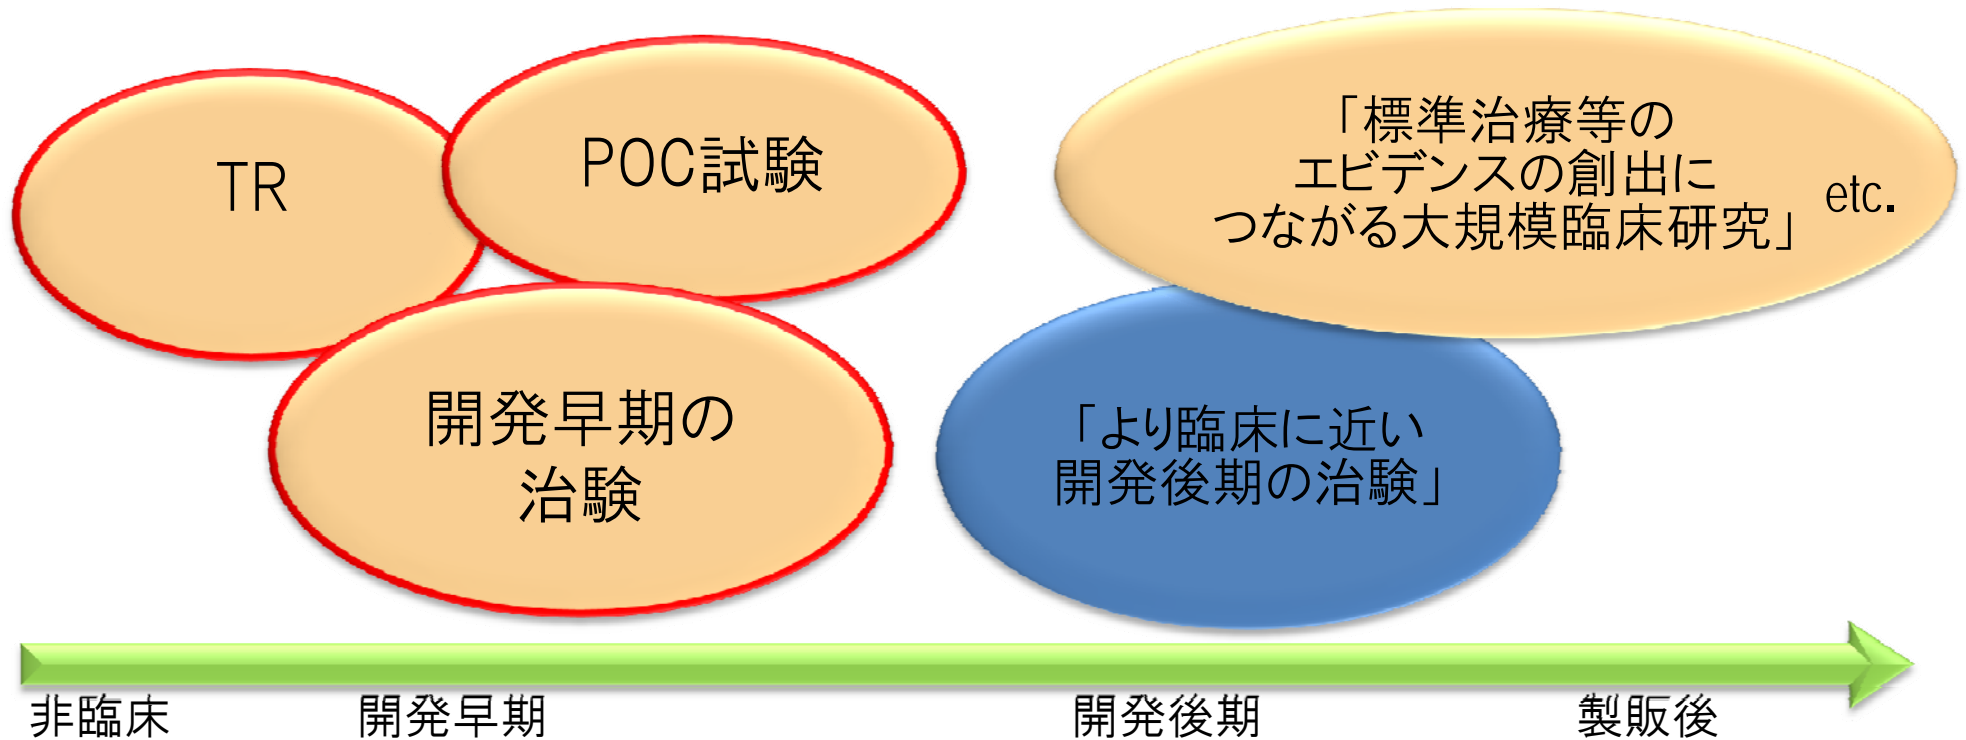 TR
POC試験
開発早期の
治験
「標準治療等の
エビデンスの創出に
つながる大規模臨床研究」
etc.
「より臨床に近い
開発後期の治験」
非臨床
開発早期
開発後期
製販後